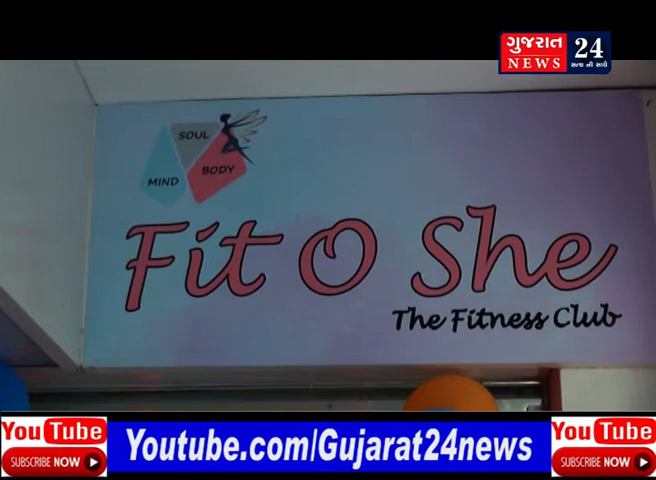 ગુજરાત
NEWS
24
સત્ય ની સાથે
SOUL
MIND
BODY
Fit O She
The Fitness Club
YouTube
SUBSCRIBE NOW
Youtube.com/Gujarat24news
YouTube
SUBSCRIBE NOW